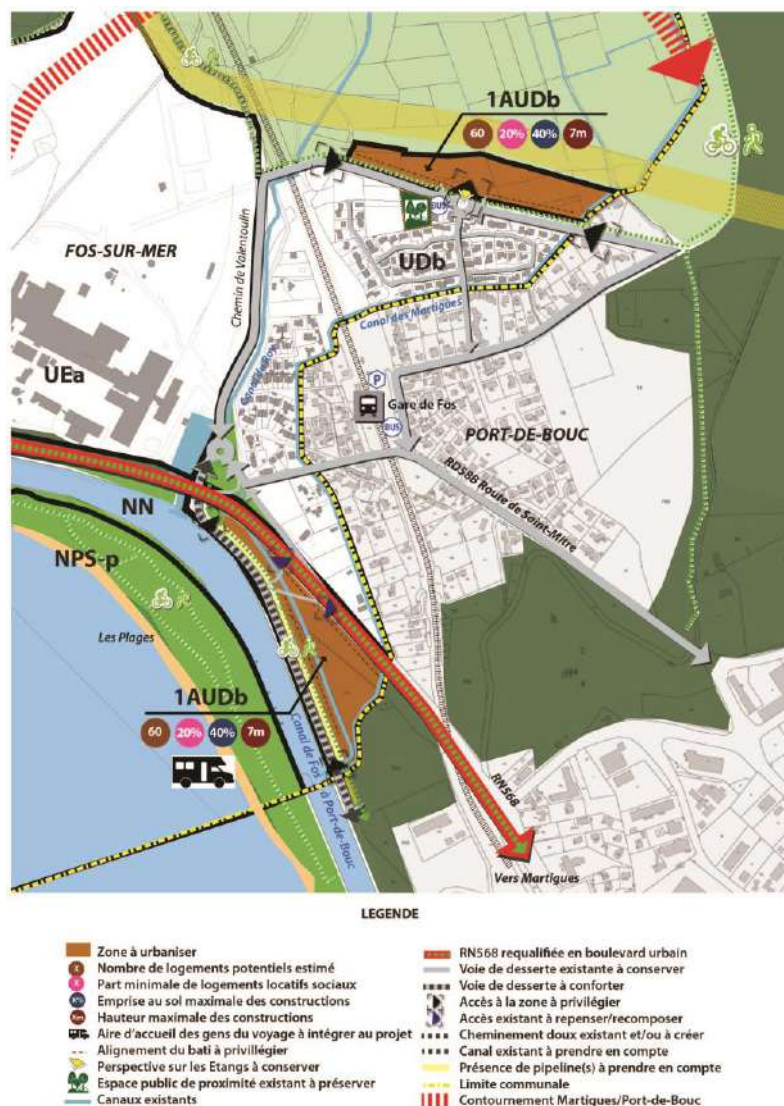 1AUDb
60 20% 40% 7m
FOS-SUR-MER
Chemin de Valentoulin
BUS
UDb
Canal des Martigues
UEa
P
Gare de Fos
BUS
PORT-DE-BOUC
RD58B Route de Saint-Mitre
NN
NPS-p
Les Plages
1AUDb
60 20% 40% 7m
Canal de Fos à Port-de-Bouc
RN568
Vers Martigues
LEGENDE
Zone à urbaniser
Nombre de logements potentiels estimé
Part minimale de logements locatifs sociaux
Emprise au sol maximale des constructions
Hauteur maximale des constructions
Aire d'accueil des gens du voyage à intégrer au projet
Alignement du bati à privillégier
Perspective sur les Etangs à conserver
Espace public de proximité existant à préserver
Canaux existants
RN568 requalifiée en boulevard urbain
Voie de desserte existante à conserver
Voie de desserte à conforter
Accès à la zone à privilégier
Accès existant à repenser/recomposer
Cheminement doux existant et/ou à créer
Canal existant à prendre en compte
Présence de pipeline(s) à prendre en compte
Limite communale
Contournement Martigues/Port-de-Bouc